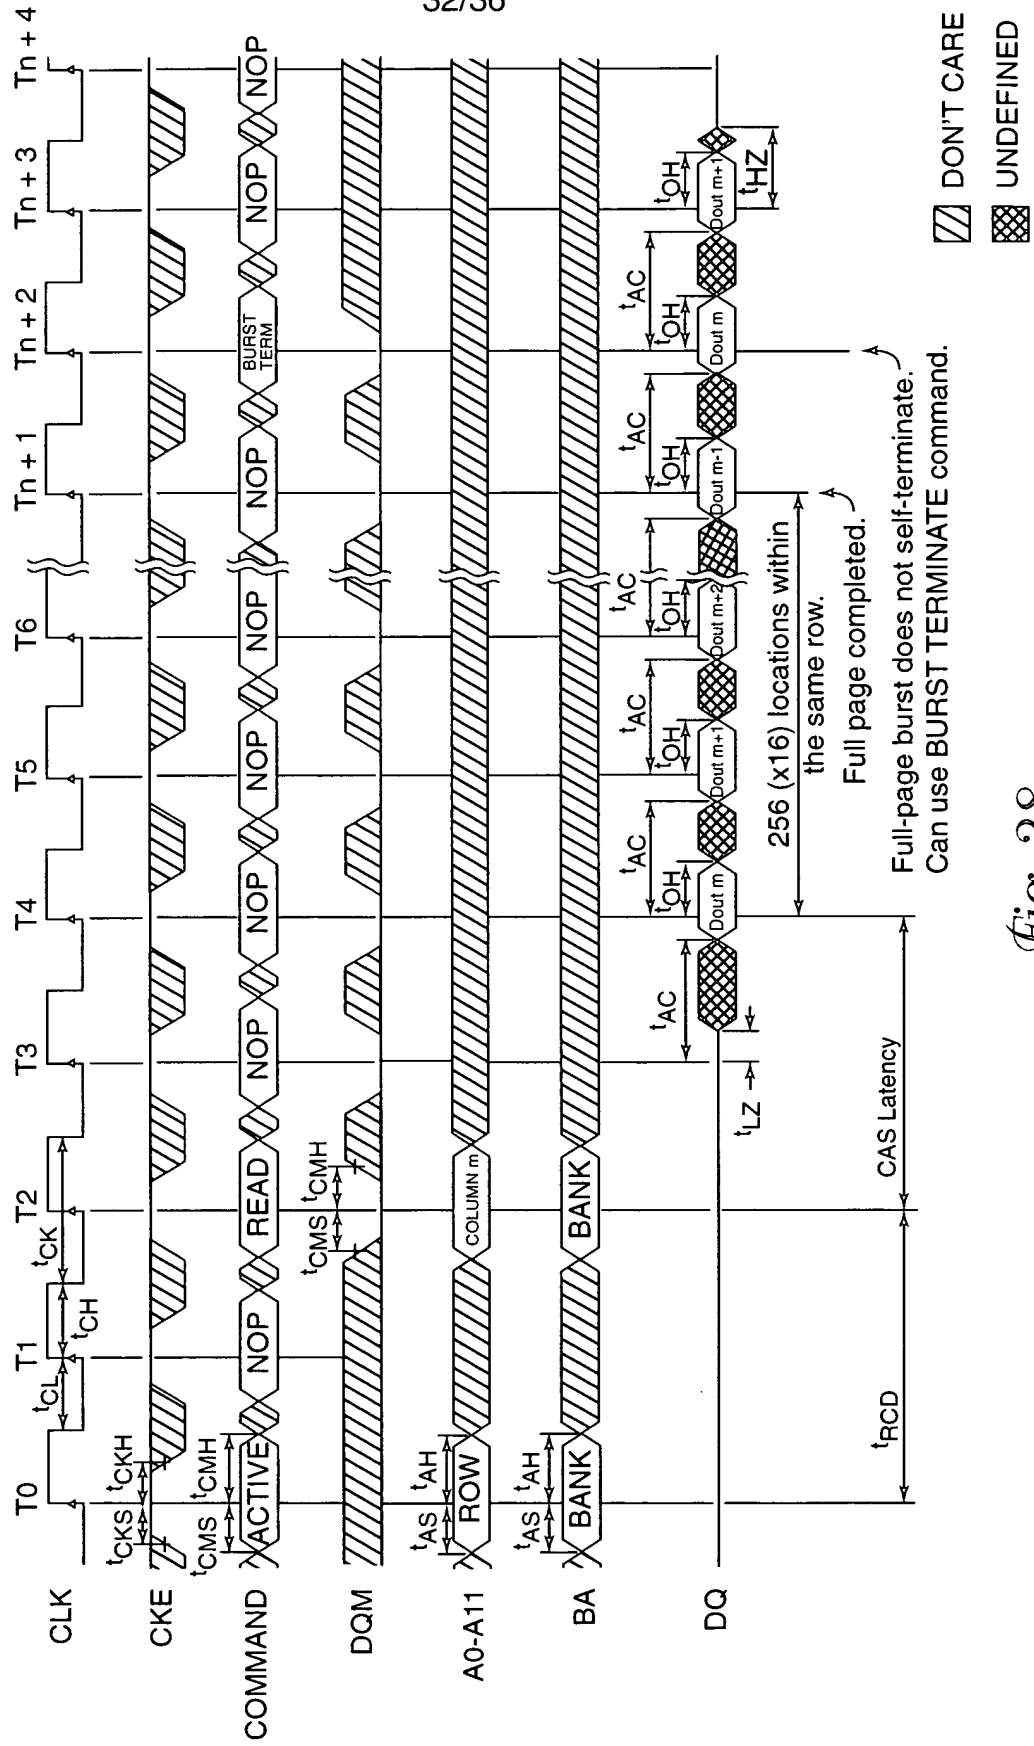 32/36
T0 T1 T2 T3 T4 T5 T6 Tn + 1 Tn + 2 Tn + 3 Tn + 4
CLK
tCL tCH tCK
CKE
tCKS tCKH
COMMAND
tCMS tCMH
ACTIVE NOP READ NOP NOP NOP NOP NOP BURST TERM NOP NOP
DQM
tCMS tCMH
A0-A11
tAS tAH
ROW COLUMN m
BA
tAS tAH
BANK BANK
DQ
tAC tAC tAC tAC tAC tAC
tOH tOH tOH tOH tOH tOH
Dout m Dout m+1 Dout m+2 Dout m-1 Dout m Dout m+1
tLZ
tHZ
256 (x16) locations within
the same row.
Full page completed.
Full-page burst does not self-terminate.
Can use BURST TERMINATE command.
tRCD CAS Latency
DON'T CARE
UNDEFINED